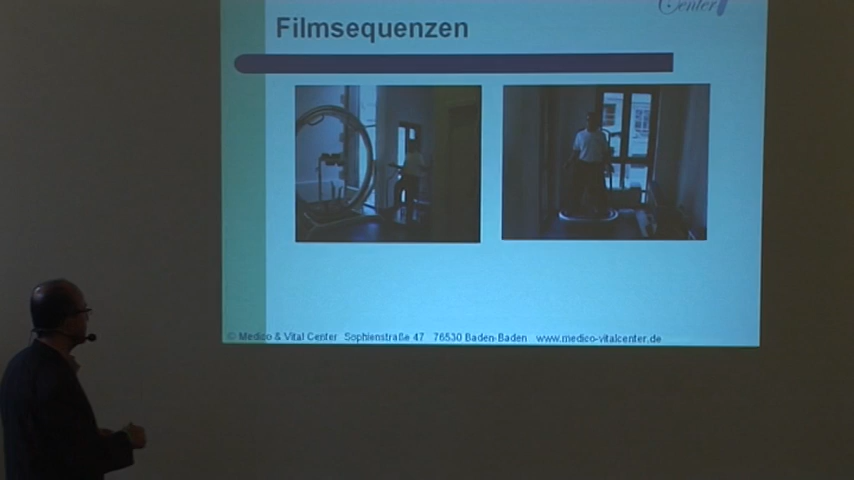 Center
Filmsequenzen
© Medico & Vital Center Sophienstraße 47 76530 Baden-Baden www.medico-vitalcenter.de